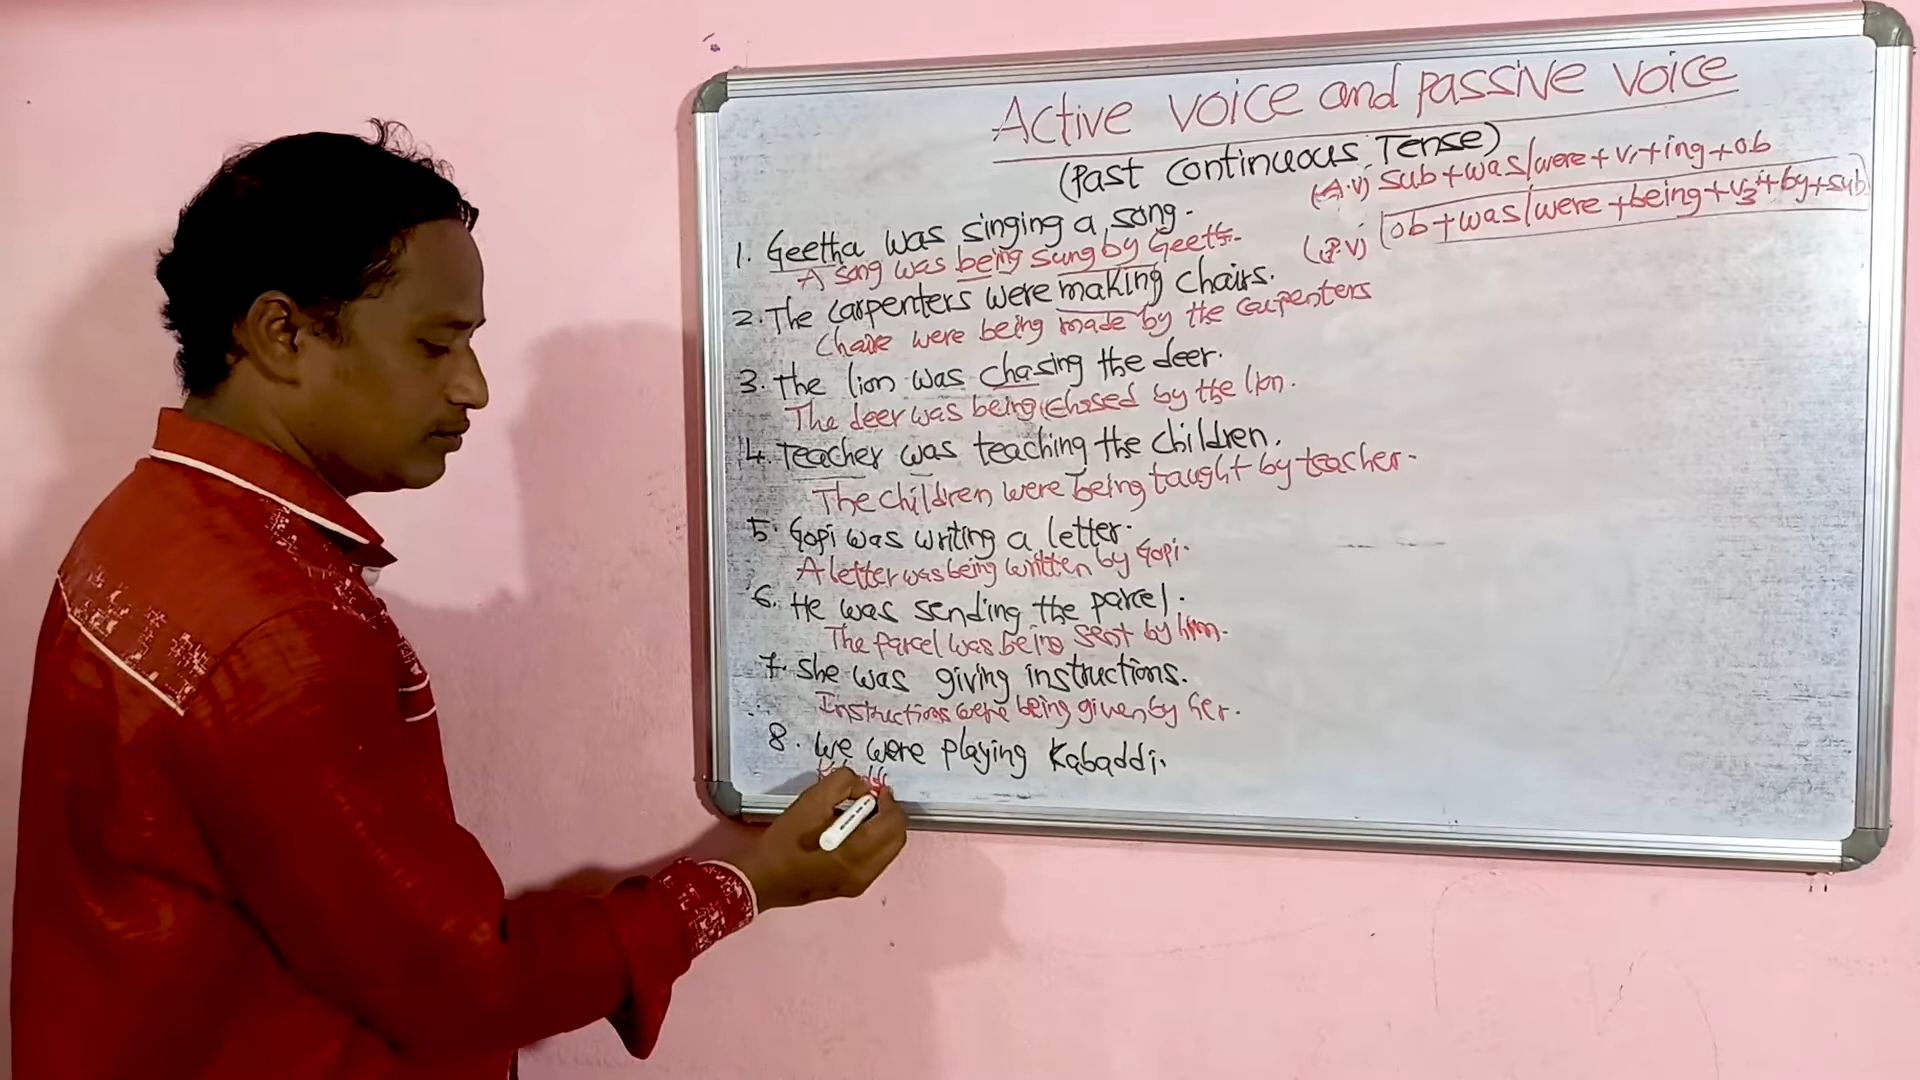 Active voice and passive voice
(Past continuous Tense)
(A.V) sub+was/were+V1+ing+ob
(P.V) ob+was/were+being+V3+by+sub
1. Geetha was singing a song.
A song was being sung by Geeta.
2. The carpenters were making chairs.
Chairs were being made by the carpenters
3. The lion was chasing the deer.
The deer was being chased by the lion.
4. Teacher was teaching the children.
The children were being taught by teacher.
5. Gopi was writing a letter.
A letter was being written by Gopi.
6. He was sending the parcel.
The parcel was being sent by him.
7. She was giving instructions.
Instructions were being given by her.
8. We were playing Kabaddi.